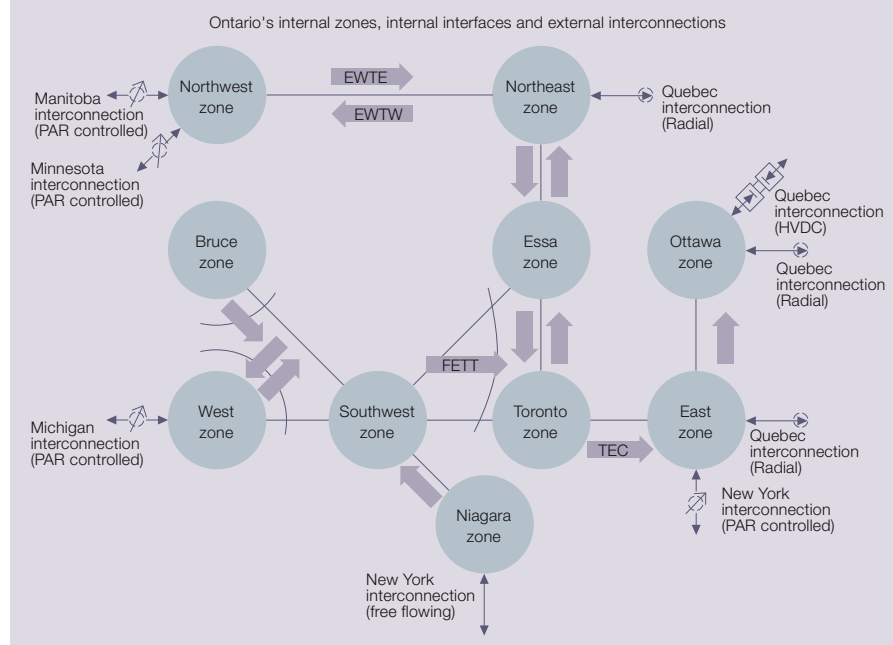 Ontario's internal zones, internal interfaces and external interconnections
Northwest
zone
EWTE
EWTW
Northeast
zone
Manitoba
interconnection
(PAR controlled)
Quebec
interconnection
(Radial)
Minnesota
interconnection
(PAR controlled)
Bruce
zone
Essa
zone
Ottawa
zone
Quebec
interconnection
(HVDC)
Quebec
interconnection
(Radial)
FETT
Michigan
interconnection
(PAR controlled)
West
zone
Southwest
zone
Toronto
zone
TEC
East
zone
Quebec
interconnection
(Radial)
Niagara
zone
New York
interconnection
(PAR controlled)
New York
interconnection
(free flowing)